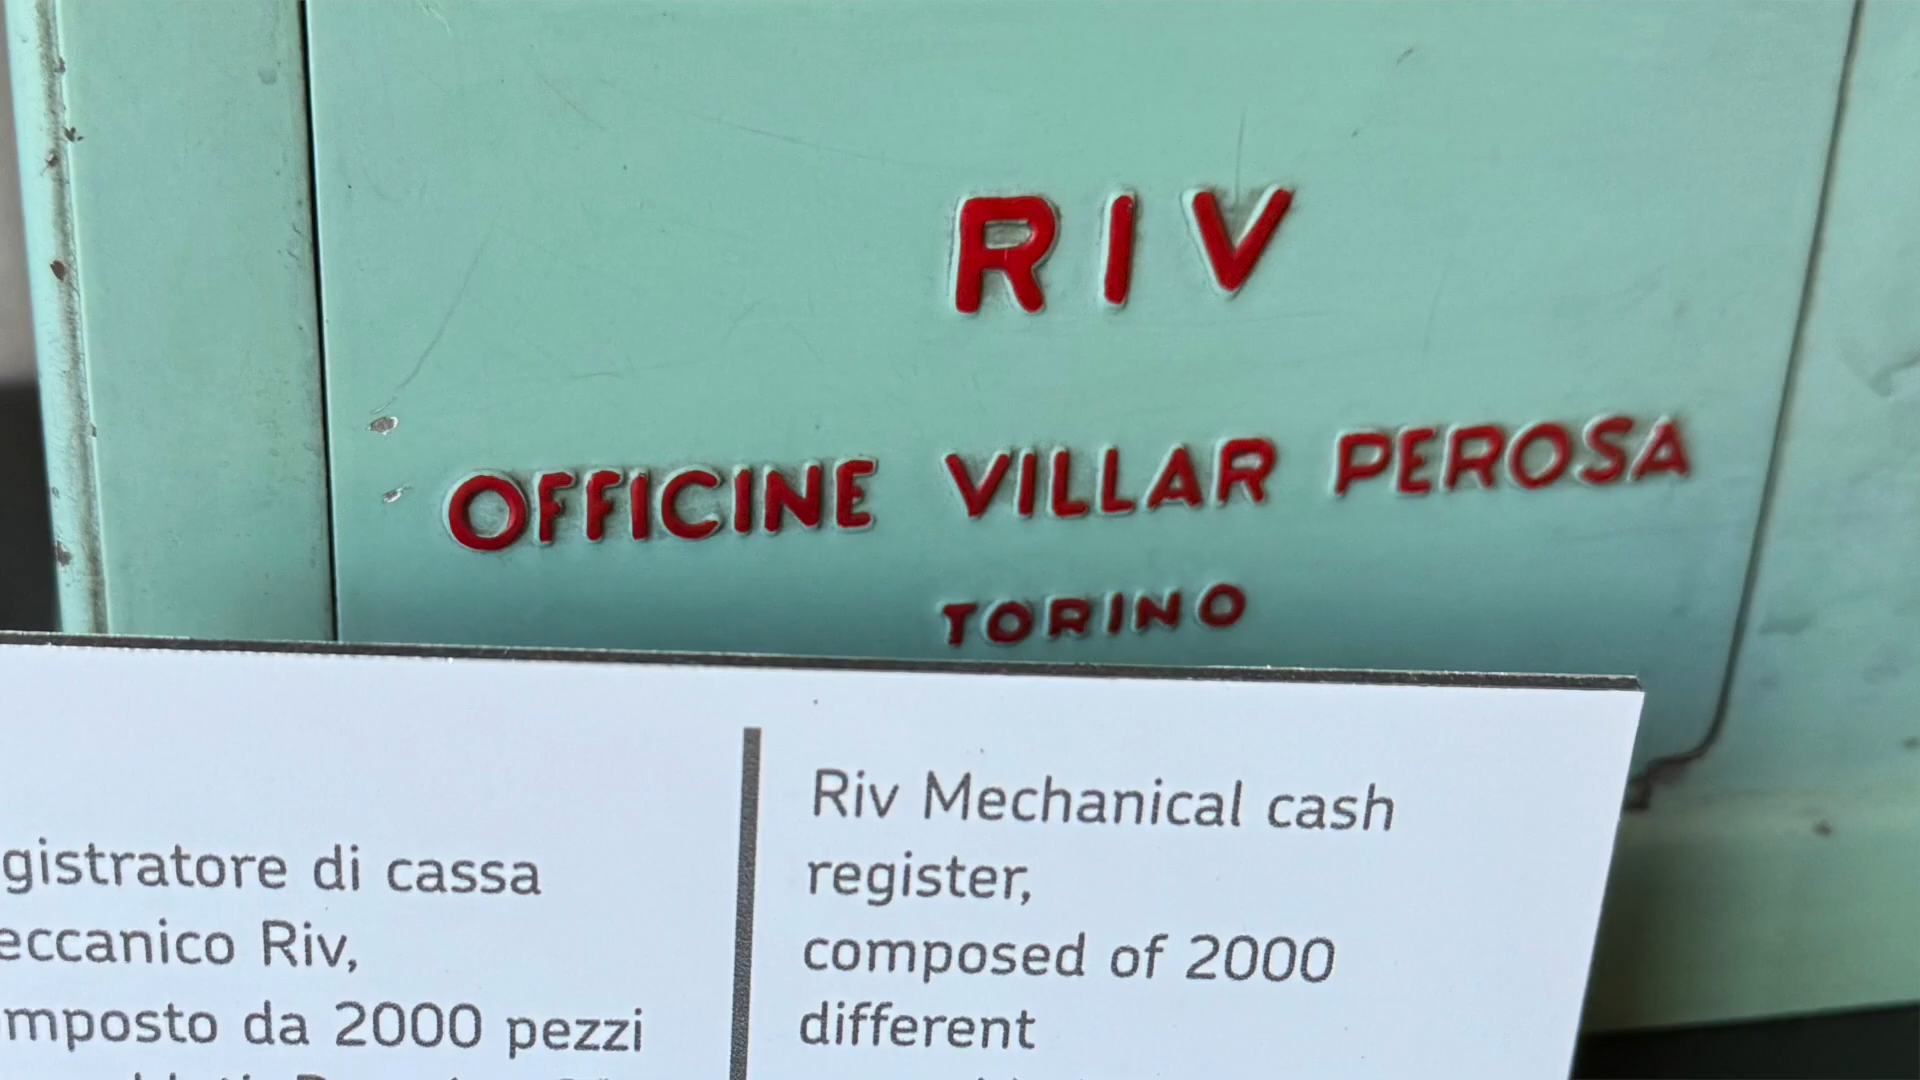 RIV
OFFICINE VILLAR PEROSA
TORINO
gistratore di cassa
eccanico Riv,
mposto da 2000 pezzi
Riv Mechanical cash
register,
composed of 2000
different